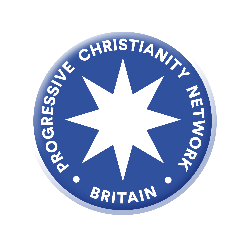 PROGRESSIVE CHRISTIANITY NETWORK
• BRITAIN •